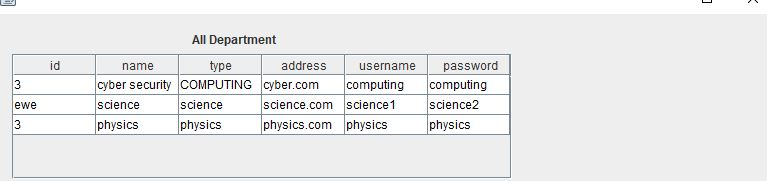 All Department
id name type address username password
3 cyber security COMPUTING cyber.com computing computing
ewe science science science.com science1 science2
3 physics physics physics.com physics physics